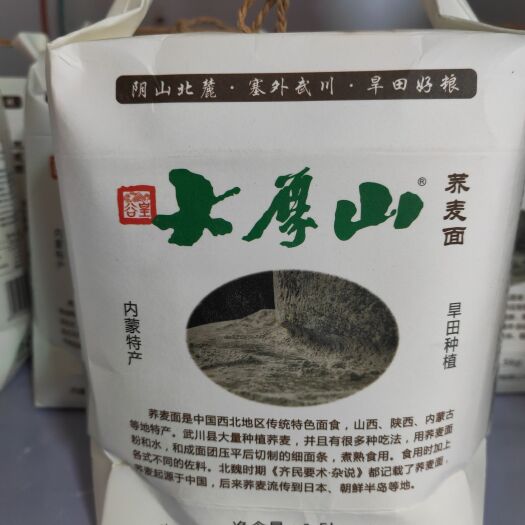 阴山北麓·塞外武川·旱田好粮
大厚山®
荞麦面
内蒙特产
旱田种植
荞麦面是中国西北地区传统特色面食，山西、陕西、内蒙古
等地特产。武川县大量种植荞麦，并且有很多种吃法，用荞麦面
粉和水，和成面团压平后切制的细面条，煮熟食用。食用时加上
各式不同的佐料。北魏时期《齐民要术·杂说》都记载了荞麦面，
荞麦起源于中国，后来荞麦流传到日本、朝鲜半岛等地。
净含量